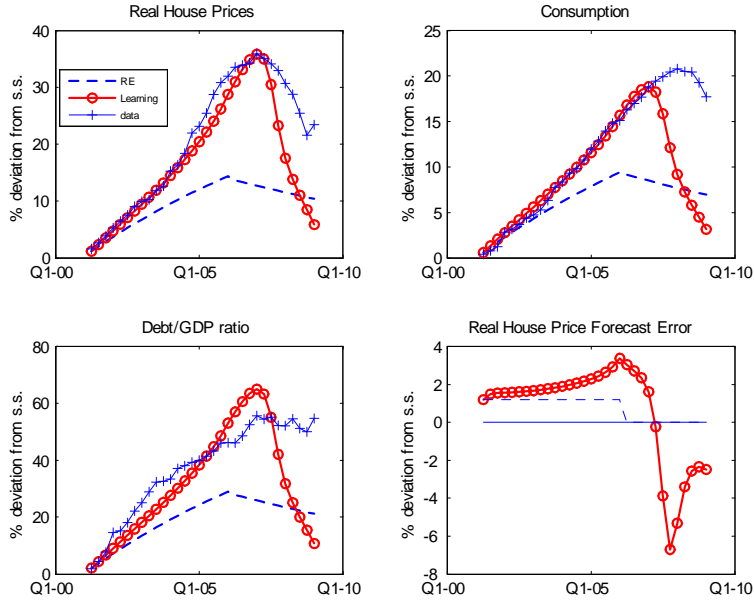 Real House Prices
% deviation from s.s.
40
30
20
10
0
RE
Learning
data
Q1-00
Q1-05
Q1-10
Consumption
% deviation from s.s.
25
20
15
10
5
0
Q1-00
Q1-05
Q1-10
Debt/GDP ratio
% deviation from s.s.
80
60
40
20
0
Q1-00
Q1-05
Q1-10
Real House Price Forecast Error
% deviation from s.s.
4
2
0
-2
-4
-6
-8
Q1-00
Q1-05
Q1-10